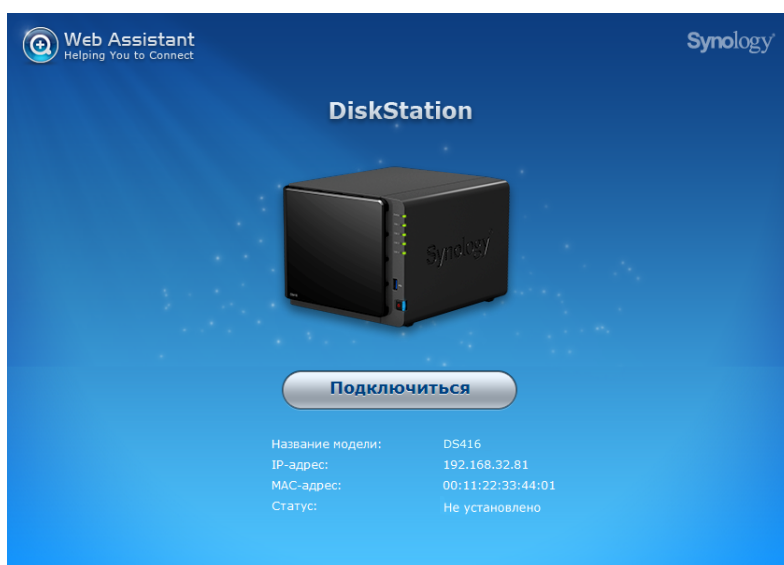 Web Assistant
Helping You to Connect
Synology
DiskStation
Synology
Подключиться
Название модели: DS416
IP-адрес: 192.168.32.81
MAC-адрес: 00:11:22:33:44:01
Статус: Не установлено